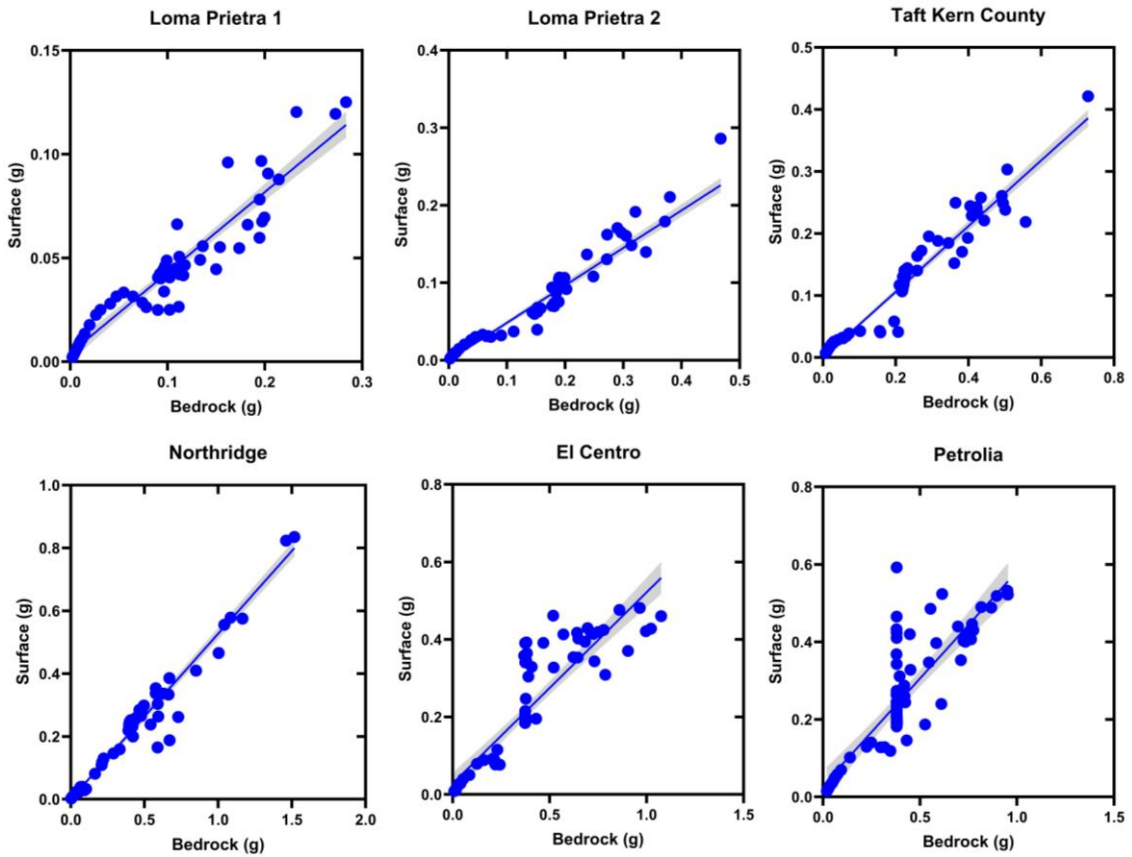 Loma Prietra 1
0.15
0.10
0.05
0.00
0.0 0.1 0.2 0.3
Surface (g)
Bedrock (g)
Loma Prietra 2
0.4
0.3
0.2
0.1
0.0
0.0 0.1 0.2 0.3 0.4 0.5
Surface (g)
Bedrock (g)
Taft Kern County
0.5
0.4
0.3
0.2
0.1
0.0
0.0 0.2 0.4 0.6 0.8
Surface (g)
Bedrock (g)
Northridge
1.0
0.8
0.6
0.4
0.2
0.0
0.0 0.5 1.0 1.5 2.0
Surface (g)
Bedrock (g)
El Centro
0.8
0.6
0.4
0.2
0.0
0.0 0.5 1.0 1.5
Surface (g)
Bedrock (g)
Petrolia
0.8
0.6
0.4
0.2
0.0
0.0 0.5 1.0 1.5
Surface (g)
Bedrock (g)